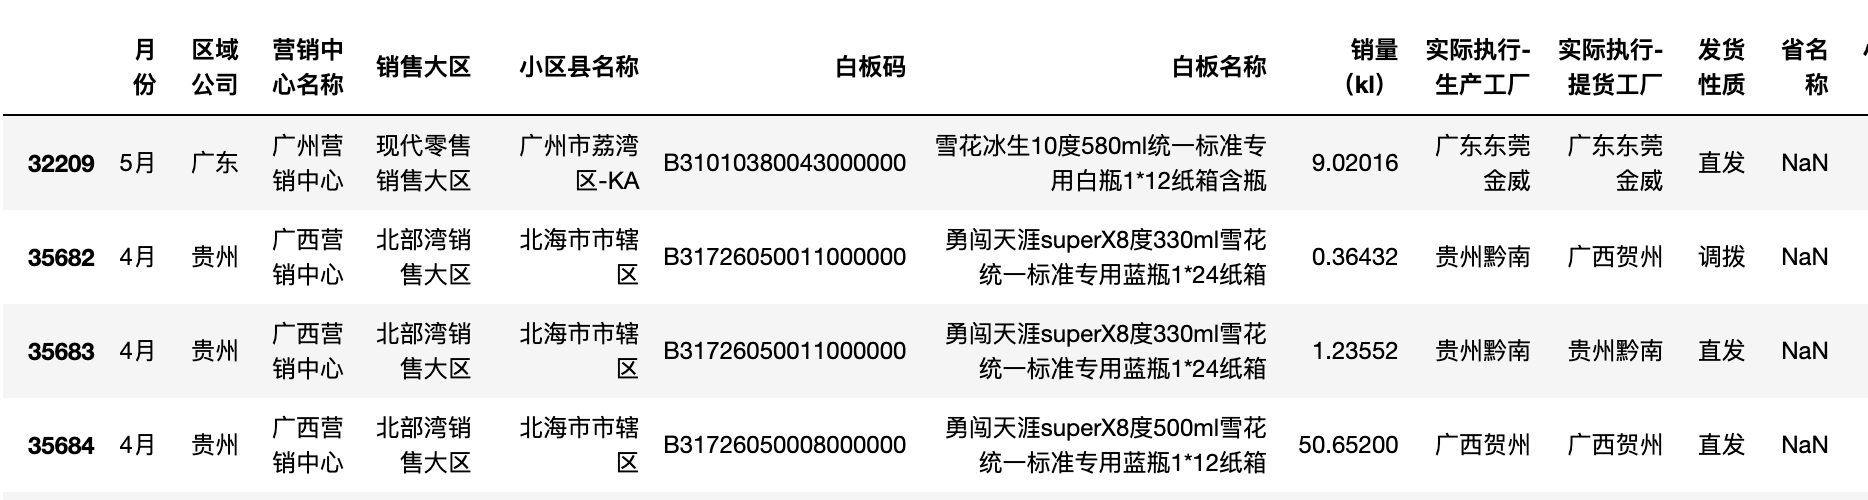 月份 区域公司 营销中心名称 销售大区 小区县名称 白板码 白板名称 销量（kl） 实际执行-生产工厂 实际执行-提货工厂 发货性质 省名称
32209 5月 广东 广州营销中心 现代零售销售大区 广州市荔湾区-KA B31010380043000000 雪花冰生10度580ml统一标准专用白瓶1*12纸箱含瓶 9.02016 广东东莞金威 广东东莞金威 直发 NaN
35682 4月 贵州 广西营销中心 北部湾销售大区 北海市市辖区 B31726050011000000 勇闯天涯superX8度330ml雪花统一标准专用蓝瓶1*24纸箱 0.36432 贵州黔南 广西贺州 调拨 NaN
35683 4月 贵州 广西营销中心 北部湾销售大区 北海市市辖区 B31726050011000000 勇闯天涯superX8度330ml雪花统一标准专用蓝瓶1*24纸箱 1.23552 贵州黔南 贵州黔南 直发 NaN
35684 4月 贵州 广西营销中心 北部湾销售大区 北海市市辖区 B31726050008000000 勇闯天涯superX8度500ml雪花统一标准专用蓝瓶1*12纸箱 50.65200 广西贺州 广西贺州 直发 NaN